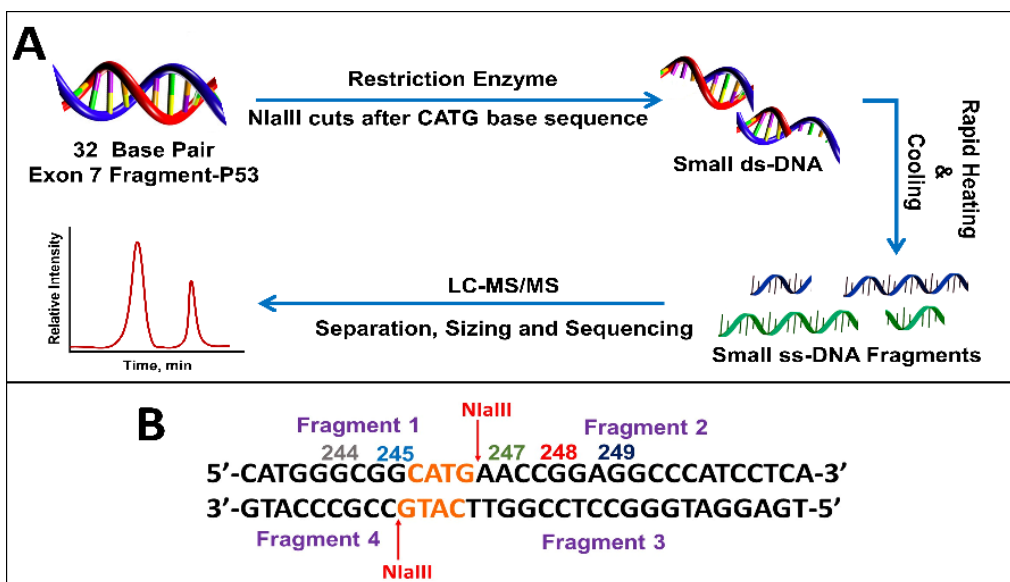 A
32 Base Pair
Exon 7 Fragment-P53
Restriction Enzyme
NlaIII cuts after CATG base sequence
Small ds-DNA
Rapid Heating
&
Cooling
Small ss-DNA Fragments
LC-MS/MS
Separation, Sizing and Sequencing
Relative Intensity
Time, min
B
NlaIII
Fragment 1
Fragment 2
244 245 247 248 249
5’-CATGGGCGGCATGAACCGGAGGCCCATCCTCA-3’
3’-GTACCCGCCGTACTTGGCCTCCGGGTAGGAGT-5’
Fragment 4
Fragment 3
NlaIII